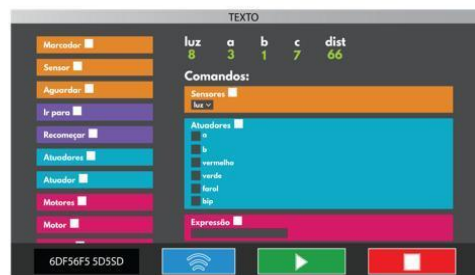 TEXTO
luz a b c dist
8 3 1 7 66
Comandos:
Marcador
Sensor
Aguardar
Ir para
Recomeçar
Atuadores
Atuador
Motores
Motor
Sensores
luz
Atuadores
a
b
vermelho
verde
farol
bip
Expressão
6DF56F5 5D5SD